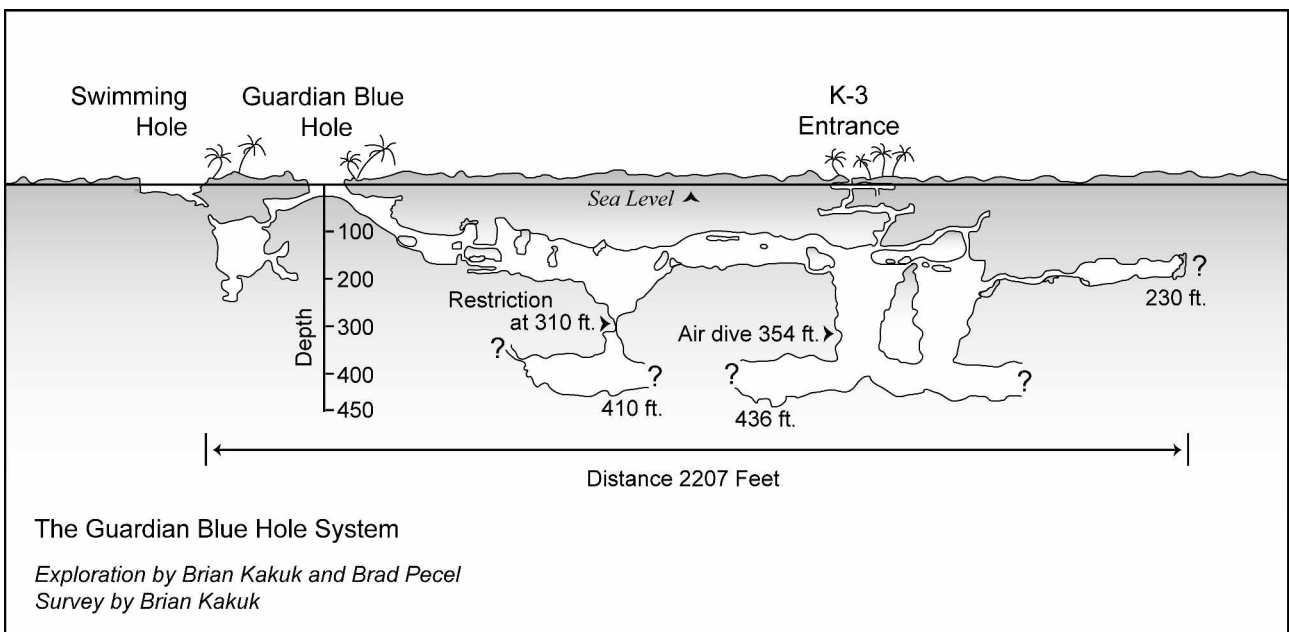 Swimming
Hole
Guardian Blue
Hole
K-3
Entrance
Sea Level
Depth
100
200
300
400
450
Restriction
at 310 ft.
Air dive 354 ft.
?
?
410 ft.
?
436 ft.
?
?
230 ft.
Distance 2207 Feet
The Guardian Blue Hole System
Exploration by Brian Kakuk and Brad Pecel
Survey by Brian Kakuk